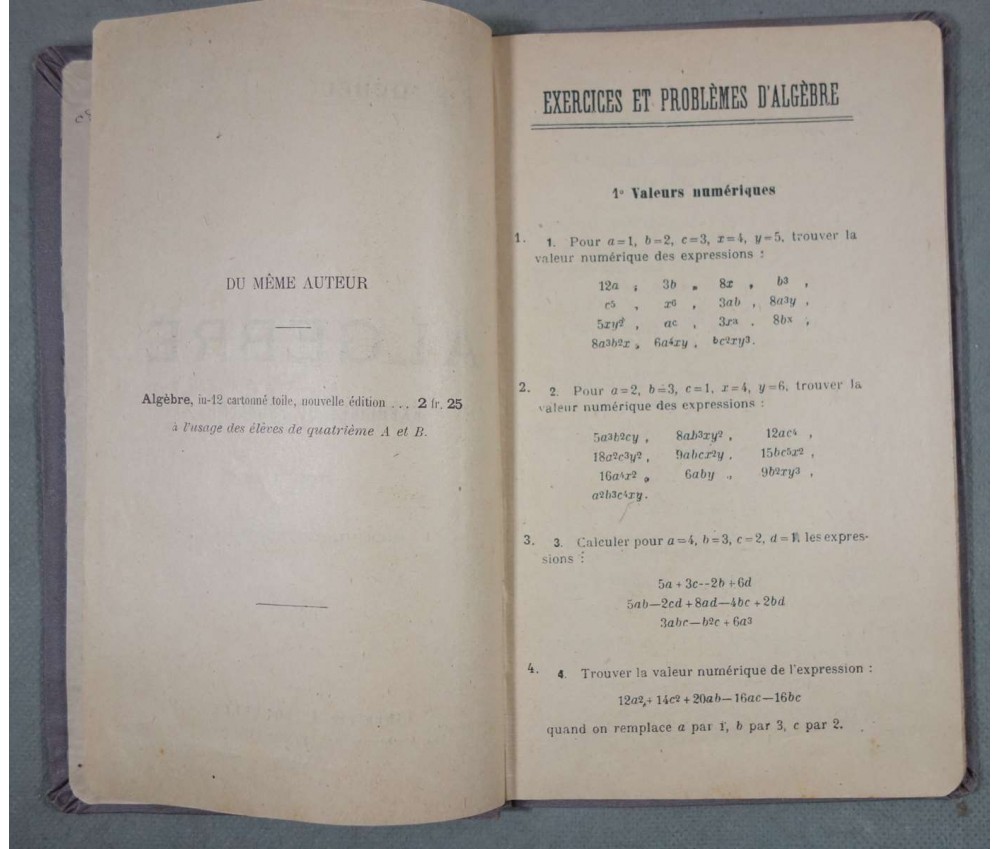 DU MÊME AUTEUR
Algèbre, in-12 cartonné toile, nouvelle édition ... 2 fr. 25
à l'usage des élèves de quatrième A et B.
EXERCICES ET PROBLÈMES D'ALGÈBRE
1º Valeurs numériques
1. 1. Pour a=1, b=2, c=3, x=4, y=5, trouver la
valeur numérique des expressions :
12a , 3b , 8x , b³ ,
c⁵ , x⁶ , 3ab , 8a³y ,
5xy² , ac , 3xa , 8bx ,
8a³b²x , 6a⁴xy , bc²xy³.
2. 2. Pour a=2, b=3, c=1, x=4, y=6, trouver la
valeur numérique des expressions :
5a³b²cy , 8ab³xy² , 12ac⁴ ,
18a²c³y² , 9abcx²y , 15bc⁵x² ,
16a⁴x² , 6aby , 9b²xy³ ,
a²b³c⁴xy.
3. 3. Calculer pour a=4, b=3, c=2, d=1, les expres-
sions :
5a + 3c--2b + 6d
5ab—2cd + 8ad—4bc + 2bd
3abc—b²c + 6a³
4. 4. Trouver la valeur numérique de l'expression :
12a² + 14c² + 20ab—16ac—16bc
quand on remplace a par 1, b par 3, c par 2.